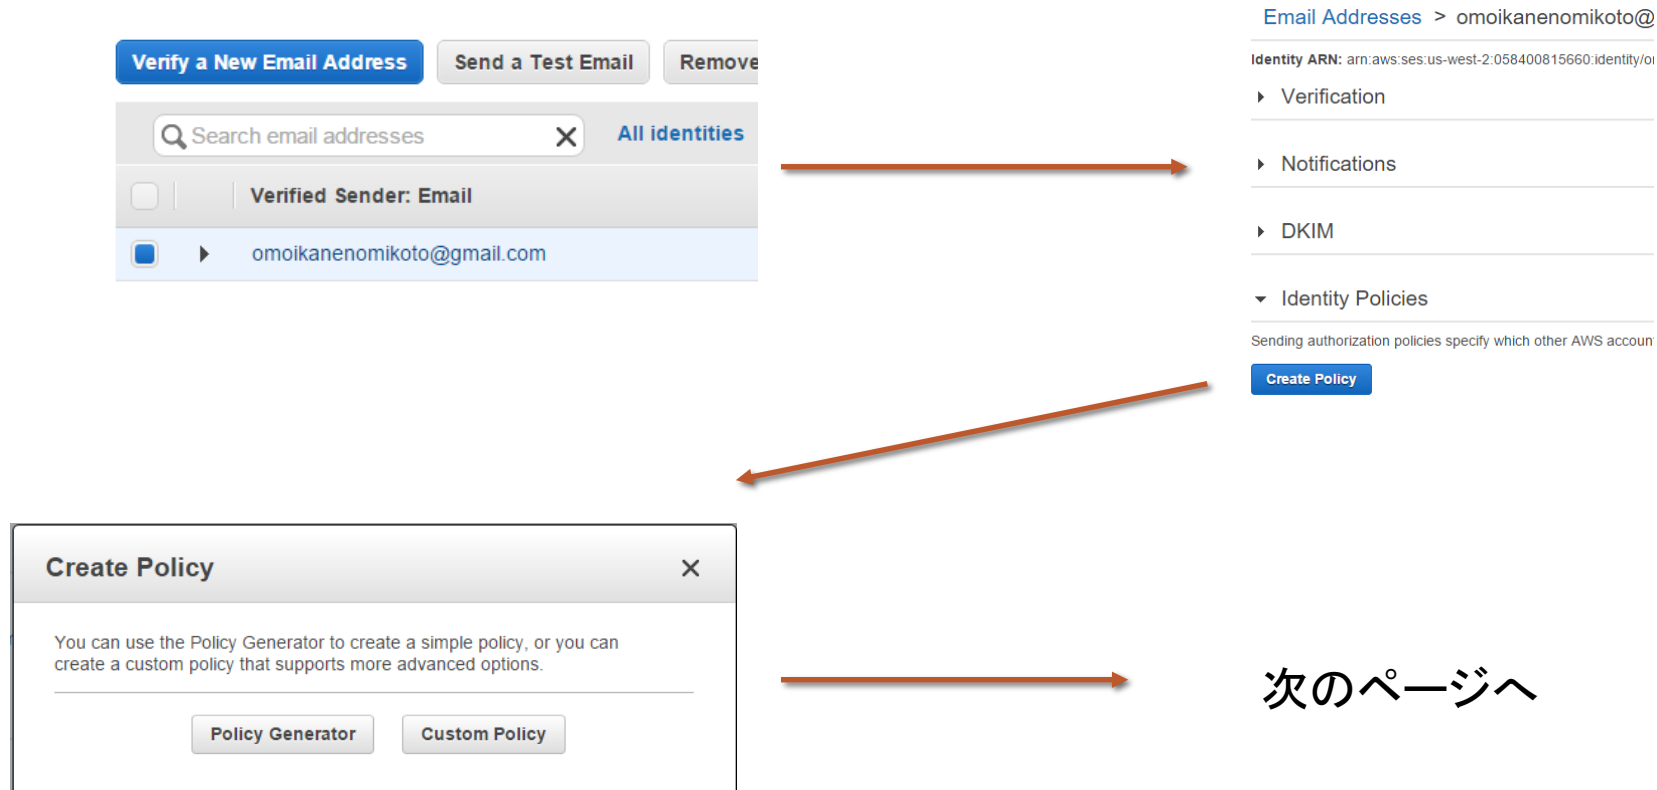 Verify a New Email Address Send a Test Email Remove
Search email addresses All identities
Verified Sender: Email
omoikanenomikoto@gmail.com
Email Addresses > omoikanenomikoto@
Identity ARN: arn:aws:ses:us-west-2:058400815660:identity/o
Verification
Notifications
DKIM
Identity Policies
Sending authorization policies specify which other AWS accoun
Create Policy
Create Policy
You can use the Policy Generator to create a simple policy, or you can
create a custom policy that supports more advanced options.
Policy Generator Custom Policy
次のページへ